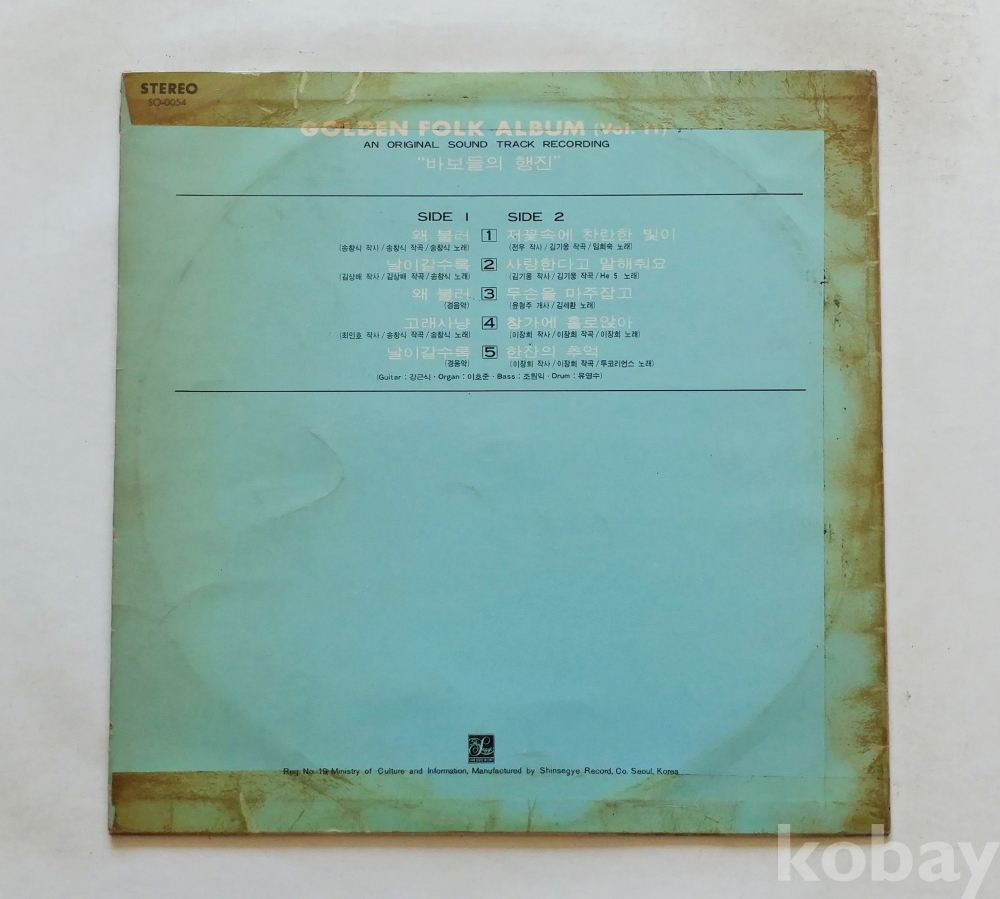 STEREO
SO-0054
GOLDEN FOLK ALBUM (Vol. 11)
AN ORIGINAL SOUND TRACK RECORDING
"바보들의 행진"
SIDE I SIDE 2
왜 불러 1 저꽃속에 찬란한 빛이
(송창식 작사/송창식 작곡/송창식 노래) (전우 작사/김기웅 작곡/임희숙 노래)
날이갈수록 2 사랑한다고 말해줘요
(김상배 작사/김상배 작곡/송창식 노래) (김기웅 작사/김기웅 작곡/He 5 노래)
왜 불러 3 두손을 마주잡고
(경음악) (윤형주 개사/김세환 노래)
고래사냥 4 창가에 홀로앉아
(최인호 작사/송창식 작곡/송창식 노래) (이장희 작사/이장희 작곡/이장희 노래)
날이갈수록 5 한잔의 추억
(경음악) (이장희 작사/이장희 작곡/투코리언스 노래)
(Guitar : 강근식 · Organ : 이호준 · Bass : 조원익 · Drum : 유영수)
Reg. No. 19 Ministry of Culture and Information, Manufactured by Shinsegye Record, Co. Seoul, Korea
kobay